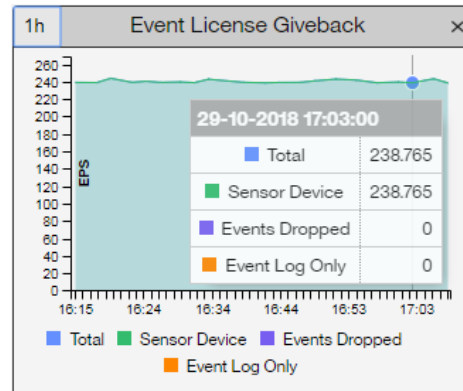 1h Event License Giveback ×
260
240
220
200
180
160
140
120
100
80
60
40
20
0
EPS
29-10-2018 17:03:00
Total 238.765
Sensor Device 238.765
Events Dropped 0
Event Log Only 0
16:15 16:24 16:34 16:44 16:53 17:03
Total Sensor Device Events Dropped
Event Log Only